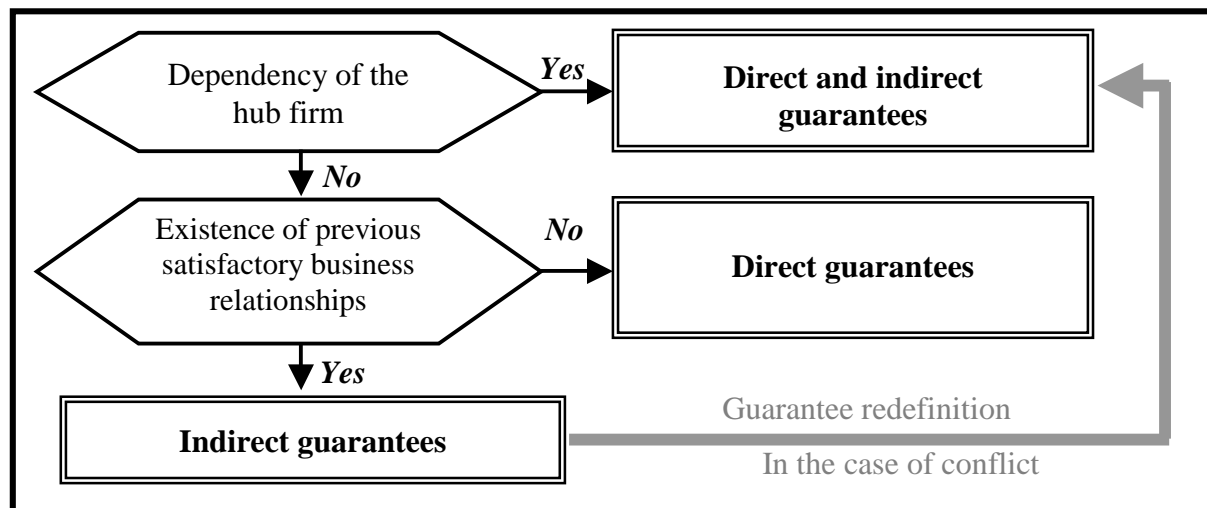 Dependency of the
hub firm
Yes
Direct and indirect
guarantees
No
Existence of previous
satisfactory business
relationships
No
Direct guarantees
Yes
Indirect guarantees
Guarantee redefinition
In the case of conflict